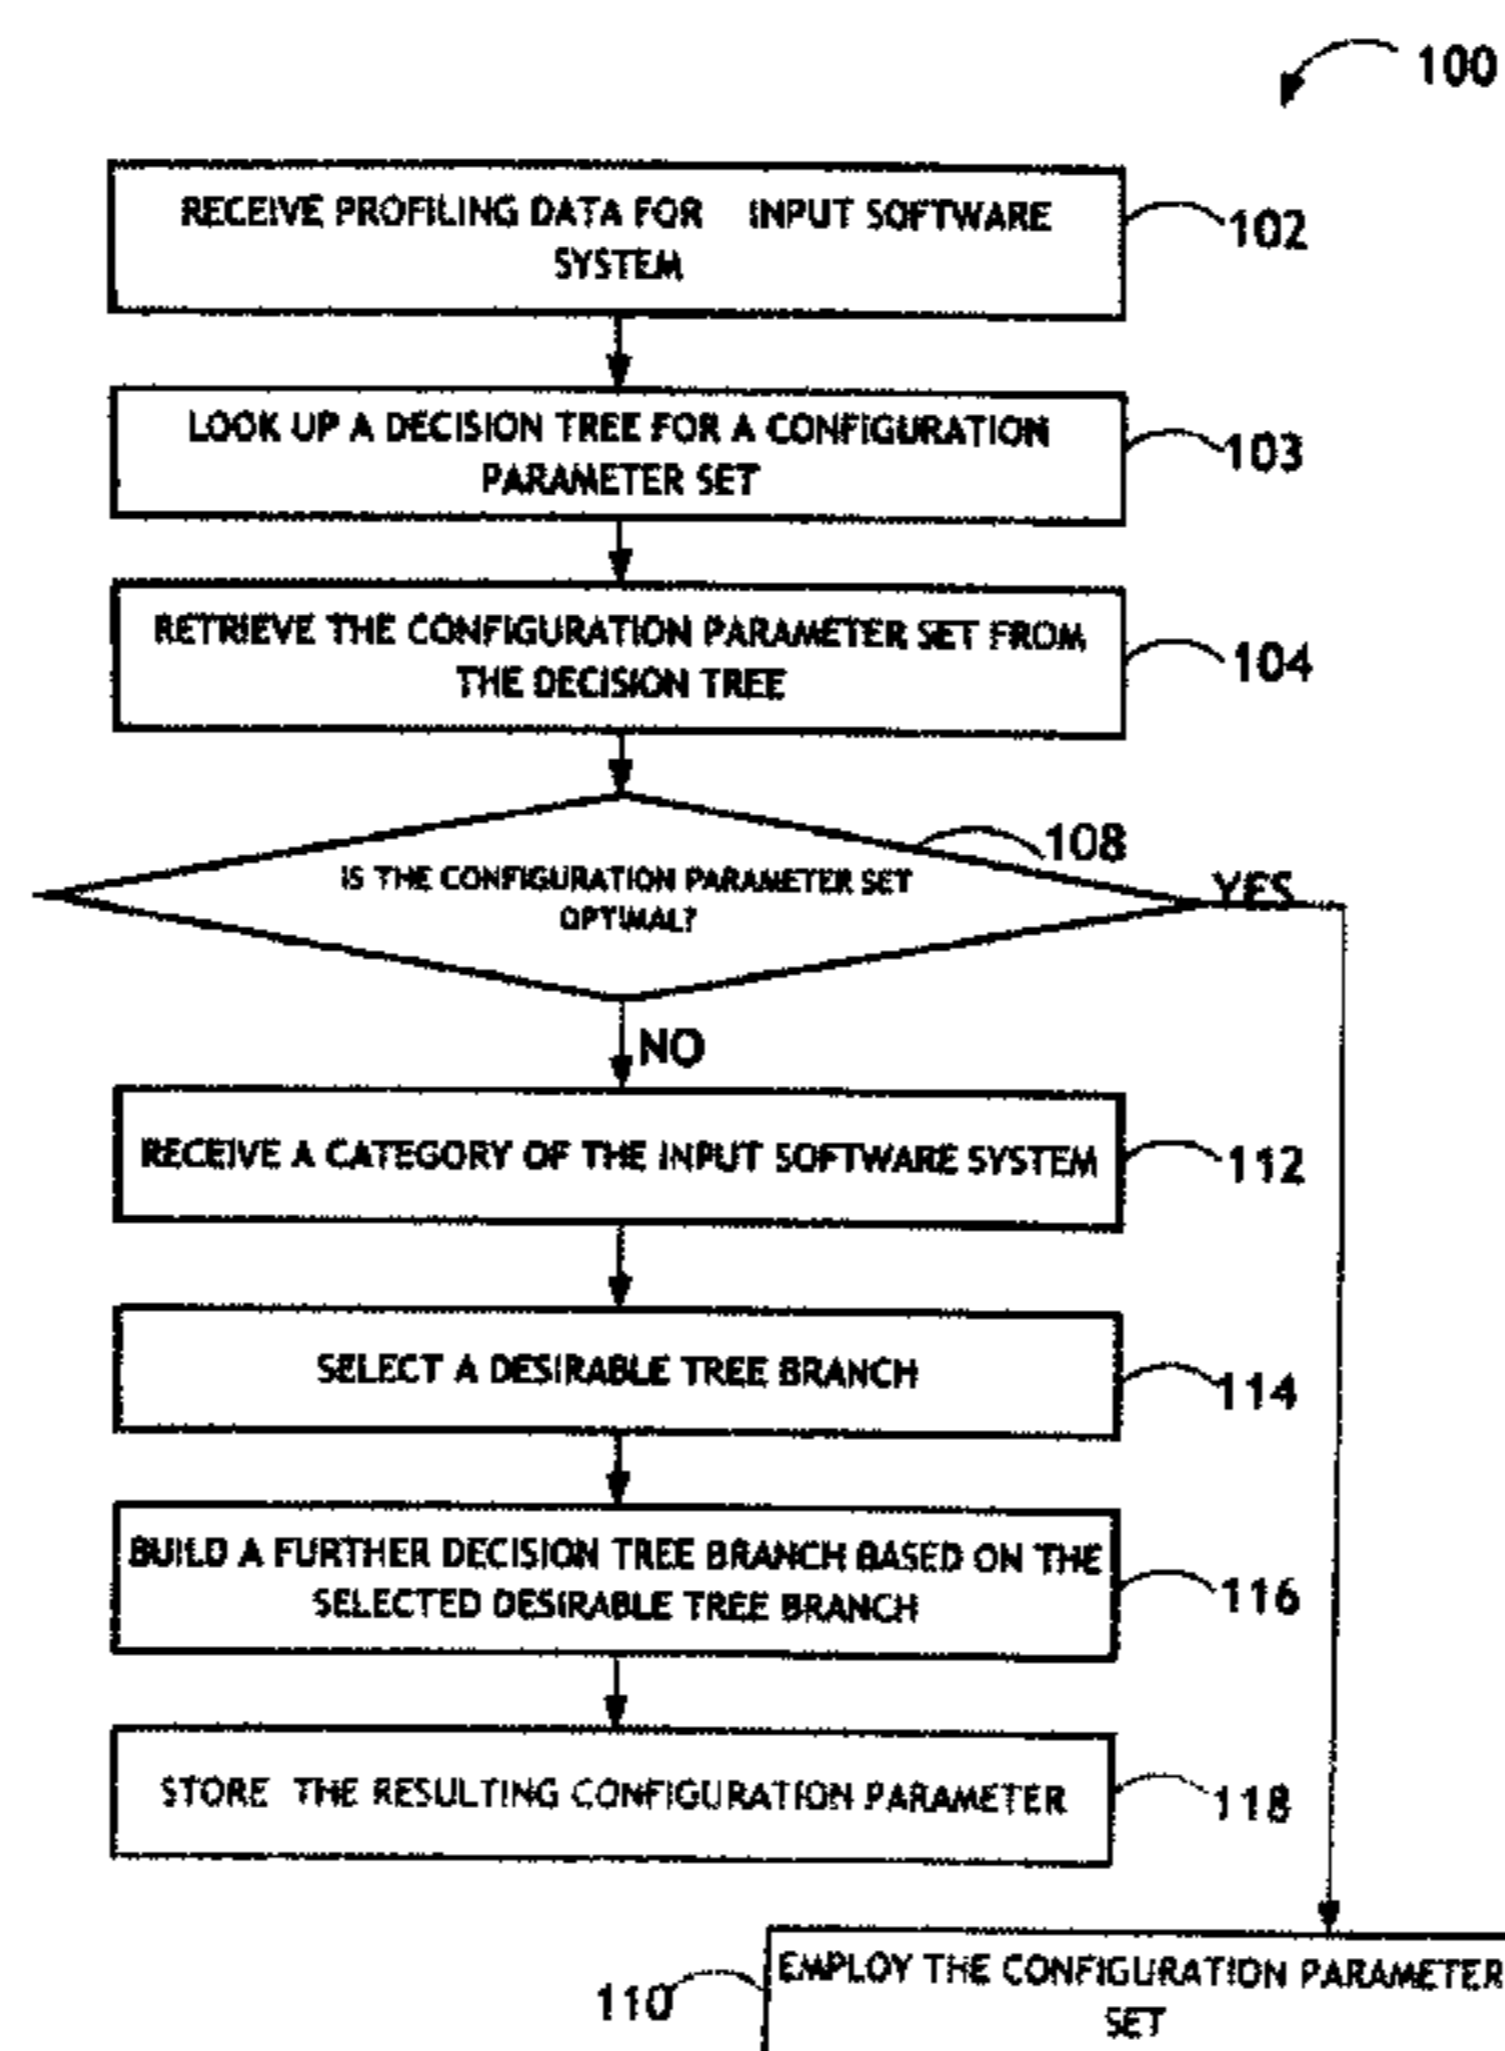 100
RECEIVE PROFILING DATA FOR INPUT SOFTWARE
SYSTEM
102
LOOK UP A DECISION TREE FOR A CONFIGURATION
PARAMETER SET
103
RETRIEVE THE CONFIGURATION PARAMETER SET FROM
THE DECISION TREE
104
108
IS THE CONFIGURATION PARAMETER SET
OPTIMAL?
YES
NO
RECEIVE A CATEGORY OF THE INPUT SOFTWARE SYSTEM
112
SELECT A DESIRABLE TREE BRANCH
114
BUILD A FURTHER DECISION TREE BRANCH BASED ON THE
SELECTED DESIRABLE TREE BRANCH
116
STORE THE RESULTING CONFIGURATION PARAMETER
118
EMPLOY THE CONFIGURATION PARAMETER
SET
110